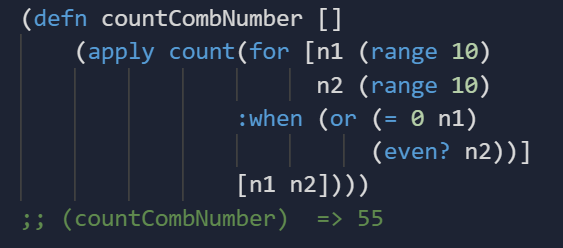 (defn countCombNumber []
(apply count(for [n1 (range 10)
n2 (range 10)
:when (or (= 0 n1)
(even? n2))]
[n1 n2])))
;; (countCombNumber)  => 55